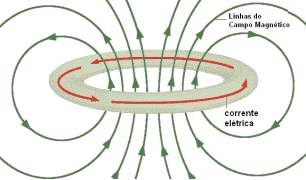 Linhas do
Campo Magnético
corrente
elétrica